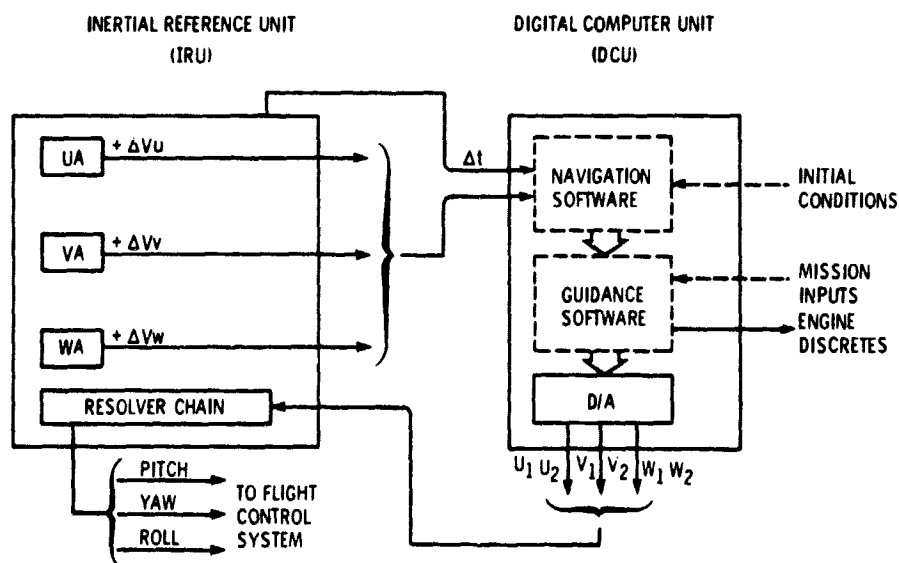 INERTIAL REFERENCE UNIT
(IRU)
DIGITAL COMPUTER UNIT
(DCU)
UA
+ ΔVu
VA
+ ΔVv
WA
+ ΔVw
RESOLVER CHAIN
PITCH
YAW
ROLL
TO FLIGHT
CONTROL
SYSTEM
Δt
NAVIGATION
SOFTWARE
INITIAL
CONDITIONS
GUIDANCE
SOFTWARE
MISSION
INPUTS
ENGINE
DISCRETES
D/A
U₁ U₂ V₁ V₂ W₁ W₂